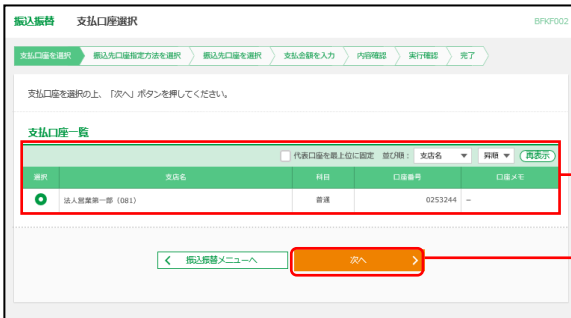 振込振替 支払口座選択 BFKF002
支払口座を選択 振込先口座指定方法を選択 振込先口座を選択 支払金額を入力 内容確認 実行確認 完了
支払口座を選択の上、「次へ」ボタンを押してください。
支払口座一覧
代表口座を最上位に固定 並び順： 支店名 昇順 再表示
選択 支店名 科目 口座番号 口座メモ
法人営業第一部（081） 普通 0253244 −
振込振替メニューへ 次へ